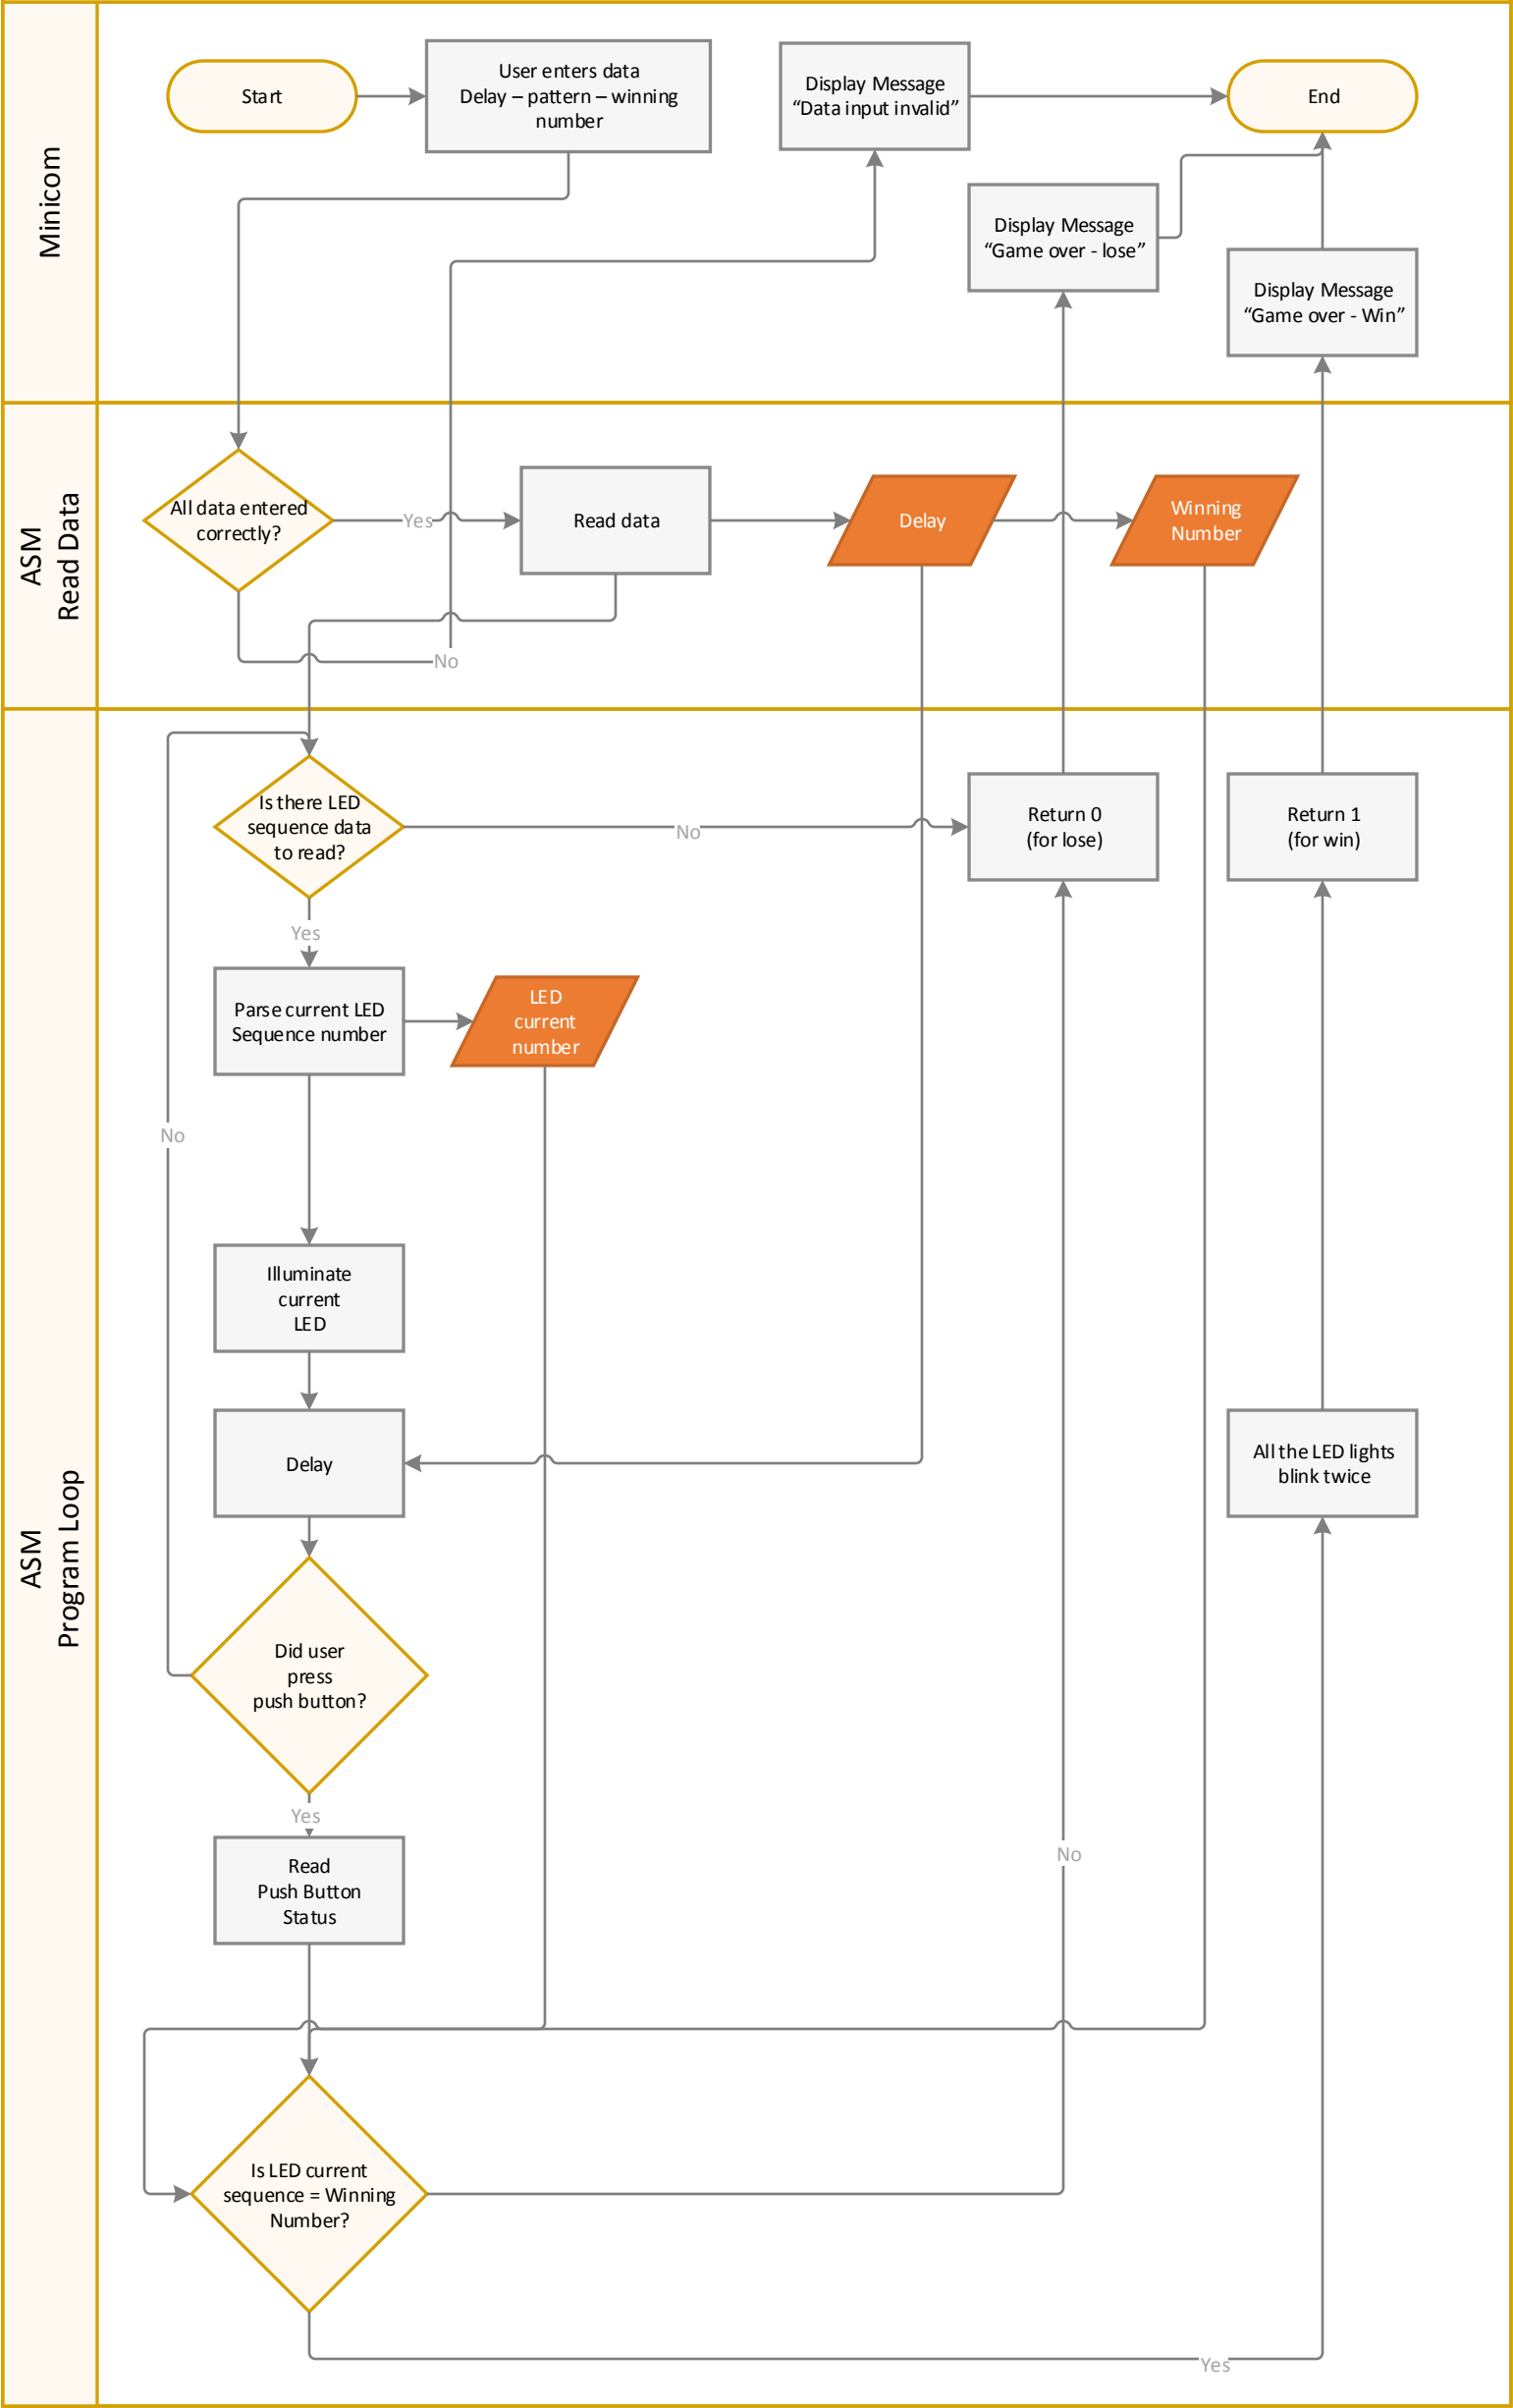 Minicom
Start
User enters data
Delay – pattern – winning
number
Display Message
“Data input invalid”
End
Display Message
“Game over - lose”
Display Message
“Game over - Win”
ASM
Read Data
All data entered
correctly?
Yes
Read data
Delay
Winning
Number
No
ASM
Program Loop
Is there LED
sequence data
to read?
No
Return 0
(for lose)
Return 1
(for win)
Yes
Parse current LED
Sequence number
LED
current
number
No
Illuminate
current
LED
Delay
All the LED lights
blink twice
Did user
press
push button?
Yes
Read
Push Button
Status
No
Is LED current
sequence = Winning
Number?
Yes